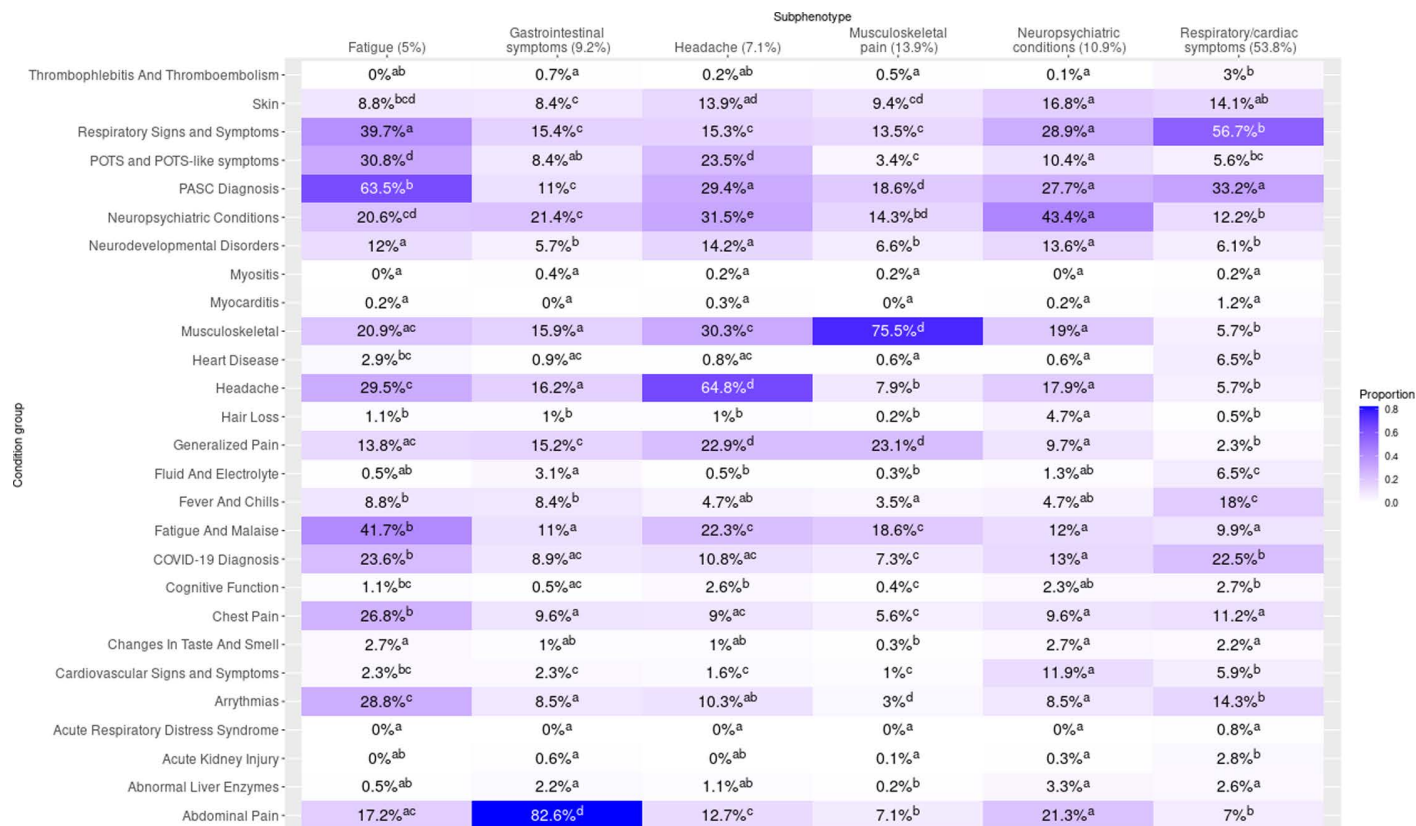 Subphenotype
Fatigue (5%) Gastrointestinal symptoms (9.2%) Headache (7.1%) Musculoskeletal pain (13.9%) Neuropsychiatric conditions (10.9%) Respiratory/cardiac symptoms (53.8%)
Thrombophlebitis And Thromboembolism 0%ab 0.7%a 0.2%ab 0.5%a 0.1%a 3%b
Skin 8.8%bcd 8.4%c 13.9%ad 9.4%cd 16.8%a 14.1%ab
Respiratory Signs and Symptoms 39.7%a 15.4%c 15.3%c 13.5%c 28.9%a 56.7%b
POTS and POTS-like symptoms 30.8%d 8.4%ab 23.5%d 3.4%c 10.4%a 5.6%bc
PASC Diagnosis 63.5%b 11%c 29.4%a 18.6%d 27.7%a 33.2%a
Neuropsychiatric Conditions 20.6%cd 21.4%c 31.5%e 14.3%bd 43.4%a 12.2%b
Neurodevelopmental Disorders 12%a 5.7%b 14.2%a 6.6%b 13.6%a 6.1%b
Myositis 0%a 0.4%a 0.2%a 0.2%a 0%a 0.2%a
Myocarditis 0.2%a 0%a 0.3%a 0%a 0.2%a 1.2%a
Musculoskeletal 20.9%ac 15.9%a 30.3%c 75.5%d 19%a 5.7%b
Heart Disease 2.9%bc 0.9%ac 0.8%ac 0.6%a 0.6%a 6.5%b
Headache 29.5%c 16.2%a 64.8%d 7.9%b 17.9%a 5.7%b
Hair Loss 1.1%b 1%b 1%b 0.2%b 4.7%a 0.5%b
Generalized Pain 13.8%ac 15.2%c 22.9%d 23.1%d 9.7%a 2.3%b
Fluid And Electrolyte 0.5%ab 3.1%a 0.5%b 0.3%b 1.3%ab 6.5%c
Fever And Chills 8.8%b 8.4%b 4.7%ab 3.5%a 4.7%ab 18%c
Fatigue And Malaise 41.7%b 11%a 22.3%c 18.6%c 12%a 9.9%a
COVID-19 Diagnosis 23.6%b 8.9%ac 10.8%ac 7.3%c 13%a 22.5%b
Cognitive Function 1.1%bc 0.5%ac 2.6%b 0.4%c 2.3%ab 2.7%b
Chest Pain 26.8%b 9.6%a 9%ac 5.6%c 9.6%a 11.2%a
Changes In Taste And Smell 2.7%a 1%ab 1%ab 0.3%b 2.7%a 2.2%a
Cardiovascular Signs and Symptoms 2.3%bc 2.3%c 1.6%c 1%c 11.9%a 5.9%b
Arrythmias 28.8%c 8.5%a 10.3%ab 3%d 8.5%a 14.3%b
Acute Respiratory Distress Syndrome 0%a 0%a 0%a 0%a 0%a 0.8%a
Acute Kidney Injury 0%ab 0.6%a 0%ab 0.1%a 0.3%a 2.8%b
Abnormal Liver Enzymes 0.5%ab 2.2%a 1.1%ab 0.2%b 3.3%a 2.6%a
Abdominal Pain 17.2%ac 82.6%d 12.7%c 7.1%b 21.3%a 7%b
Condition group
Proportion
0.8
0.6
0.4
0.2
0.0